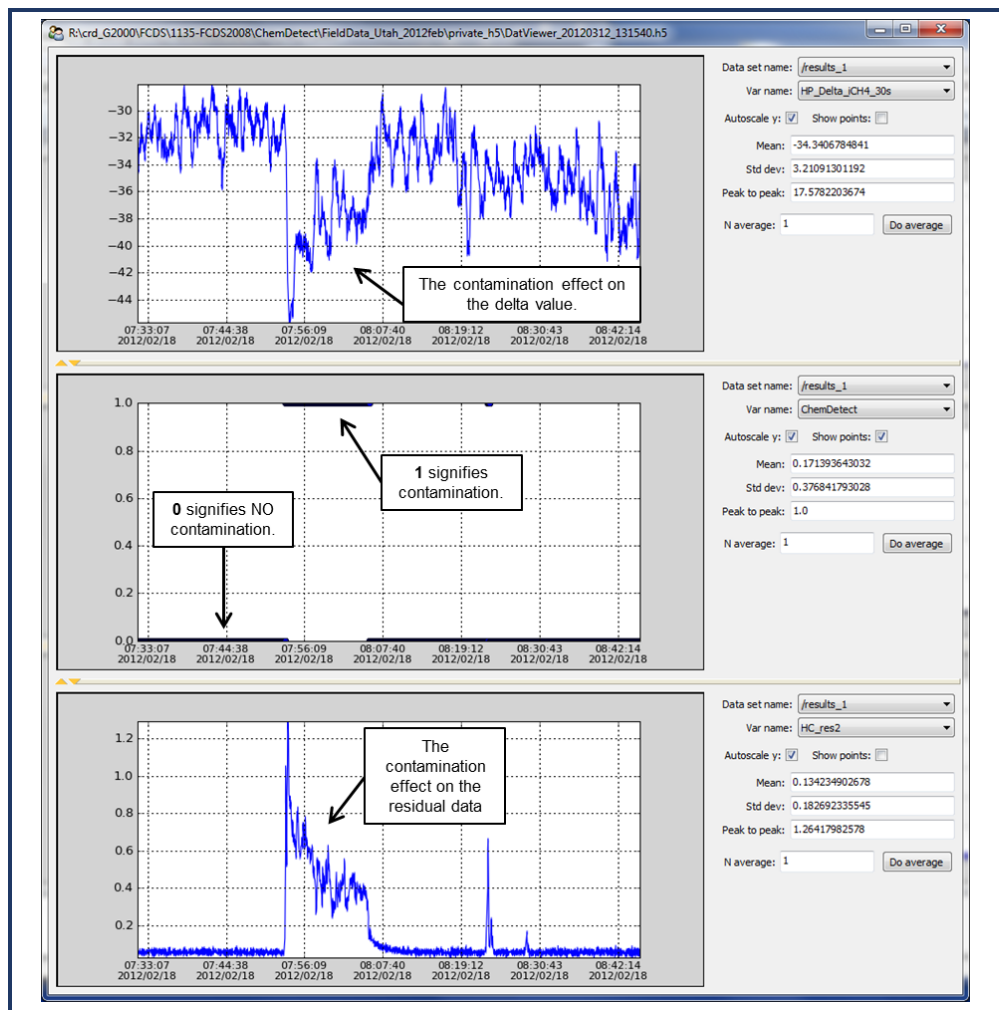 R:\crd_G2000\FCDS\1135-FCDS2008\ChemDetect\FieldData_Utah_2012feb\private_h5\DatViewer_20120312_131540.h5
−30
−32
−34
−36
−38
−40
−42
−44
07:33:07 07:44:38 07:56:09 08:07:40 08:19:12 08:30:43 08:42:14
2012/02/18 2012/02/18 2012/02/18 2012/02/18 2012/02/18 2012/02/18 2012/02/18
The contamination effect on
the delta value.
Data set name: /results_1
Var name: HP_Delta_iCH4_30s
Autoscale y: Show points:
Mean: -34.3406784841
Std dev: 3.21091301192
Peak to peak: 17.5782203674
N average: 1 Do average
1.0
0.8
0.6
0.4
0.2
0.0
07:33:07 07:44:38 07:56:09 08:07:40 08:19:12 08:30:43 08:42:14
2012/02/18 2012/02/18 2012/02/18 2012/02/18 2012/02/18 2012/02/18 2012/02/18
1 signifies
contamination.
0 signifies NO
contamination.
Data set name: /results_1
Var name: ChemDetect
Autoscale y: Show points:
Mean: 0.171393643032
Std dev: 0.376841793028
Peak to peak: 1.0
N average: 1 Do average
1.2
1.0
0.8
0.6
0.4
0.2
07:33:07 07:44:38 07:56:09 08:07:40 08:19:12 08:30:43 08:42:14
2012/02/18 2012/02/18 2012/02/18 2012/02/18 2012/02/18 2012/02/18 2012/02/18
The
contamination
effect on the
residual data
Data set name: /results_1
Var name: HC_res2
Autoscale y: Show points:
Mean: 0.134234902678
Std dev: 0.182692335545
Peak to peak: 1.26417982578
N average: 1 Do average